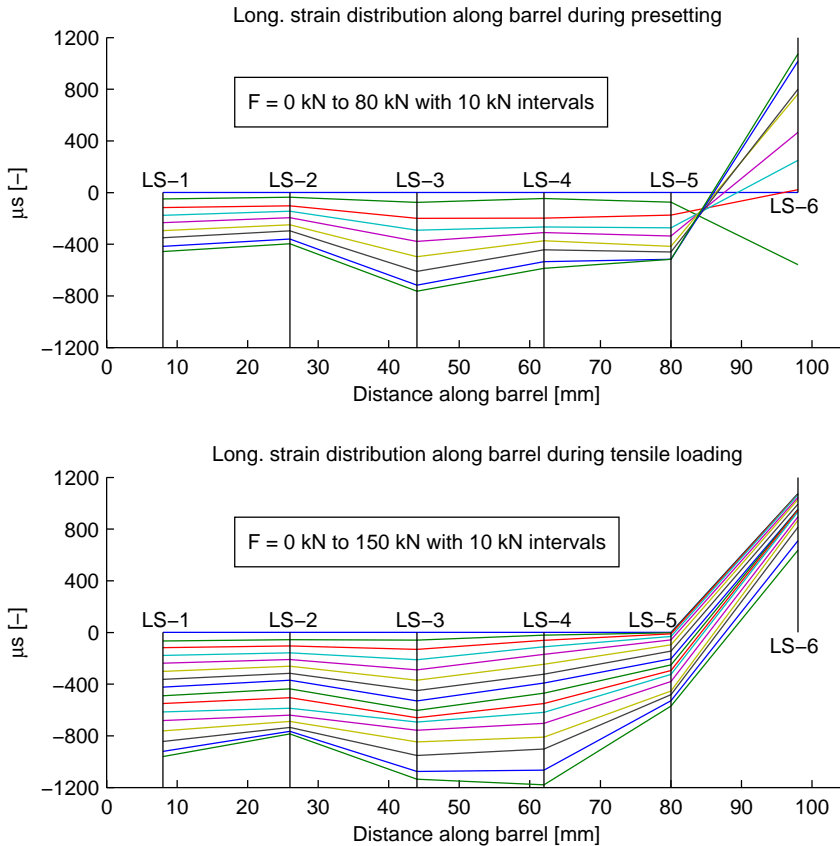 Long. strain distribution along barrel during presetting
1200
800
400
0
−400
−800
−1200
µs [−]
F = 0 kN to 80 kN with 10 kN intervals
LS−1 LS−2 LS−3 LS−4 LS−5
LS−6
0 10 20 30 40 50 60 70 80 90 100
Distance along barrel [mm]
Long. strain distribution along barrel during tensile loading
1200
800
400
0
−400
−800
−1200
µs [−]
F = 0 kN to 150 kN with 10 kN intervals
LS−1 LS−2 LS−3 LS−4 LS−5
LS−6
0 10 20 30 40 50 60 70 80 90 100
Distance along barrel [mm]